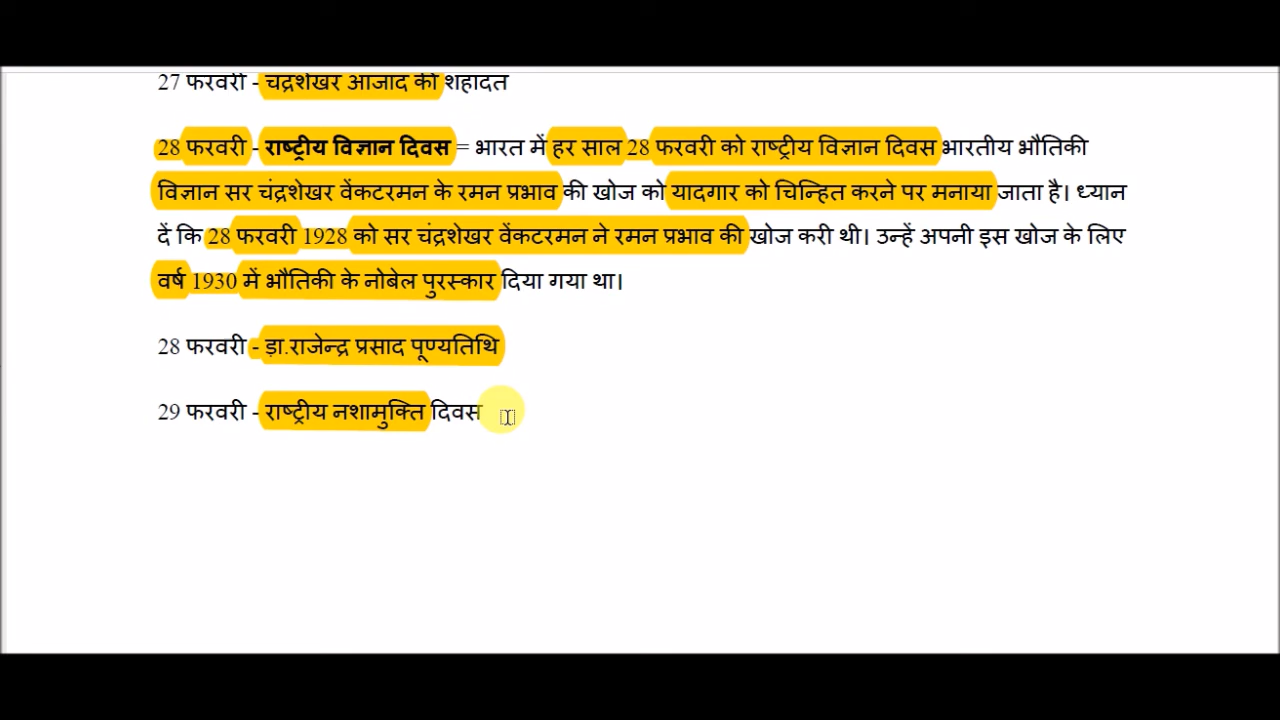 27 फरवरी - चंद्रशेखर आजाद की शहादत
28 फरवरी - राष्ट्रीय विज्ञान दिवस = भारत में हर साल 28 फरवरी को राष्ट्रीय विज्ञान दिवस भारतीय भौतिकी
विज्ञान सर चंद्रशेखर वेंकटरमन के रमन प्रभाव की खोज को यादगार को चिन्हित करने पर मनाया जाता है। ध्यान
दें कि 28 फरवरी 1928 को सर चंद्रशेखर वेंकटरमन ने रमन प्रभाव की खोज करी थी। उन्हें अपनी इस खोज के लिए
वर्ष 1930 में भौतिकी के नोबेल पुरस्कार दिया गया था।
28 फरवरी - ड़ा.राजेन्द्र प्रसाद पूण्यतिथि
29 फरवरी - राष्ट्रीय नशामुक्ति दिवस